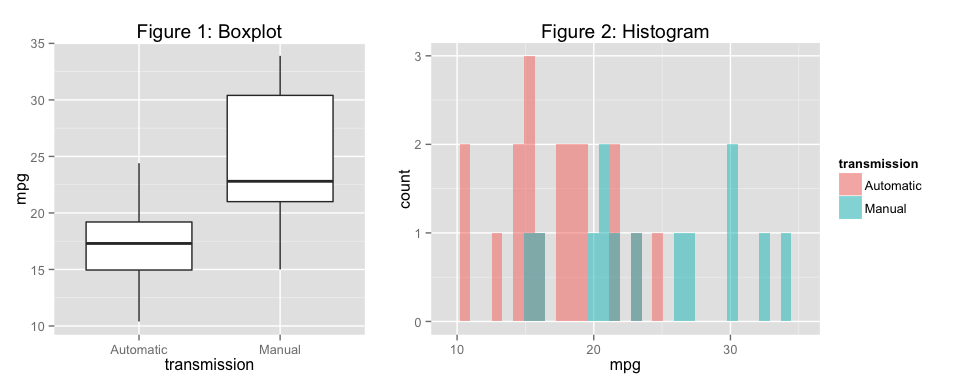 Figure 1: Boxplot
35
30
25
20
15
10
mpg
Automatic
Manual
transmission
Figure 2: Histogram
3
2
1
0
count
10
20
30
mpg
transmission
Automatic
Manual